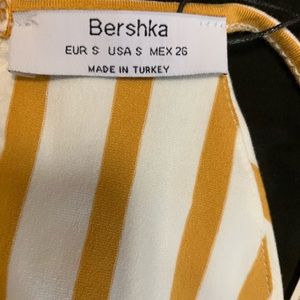 Bershka
EUR S USA S MEX 26
MADE IN TURKEY